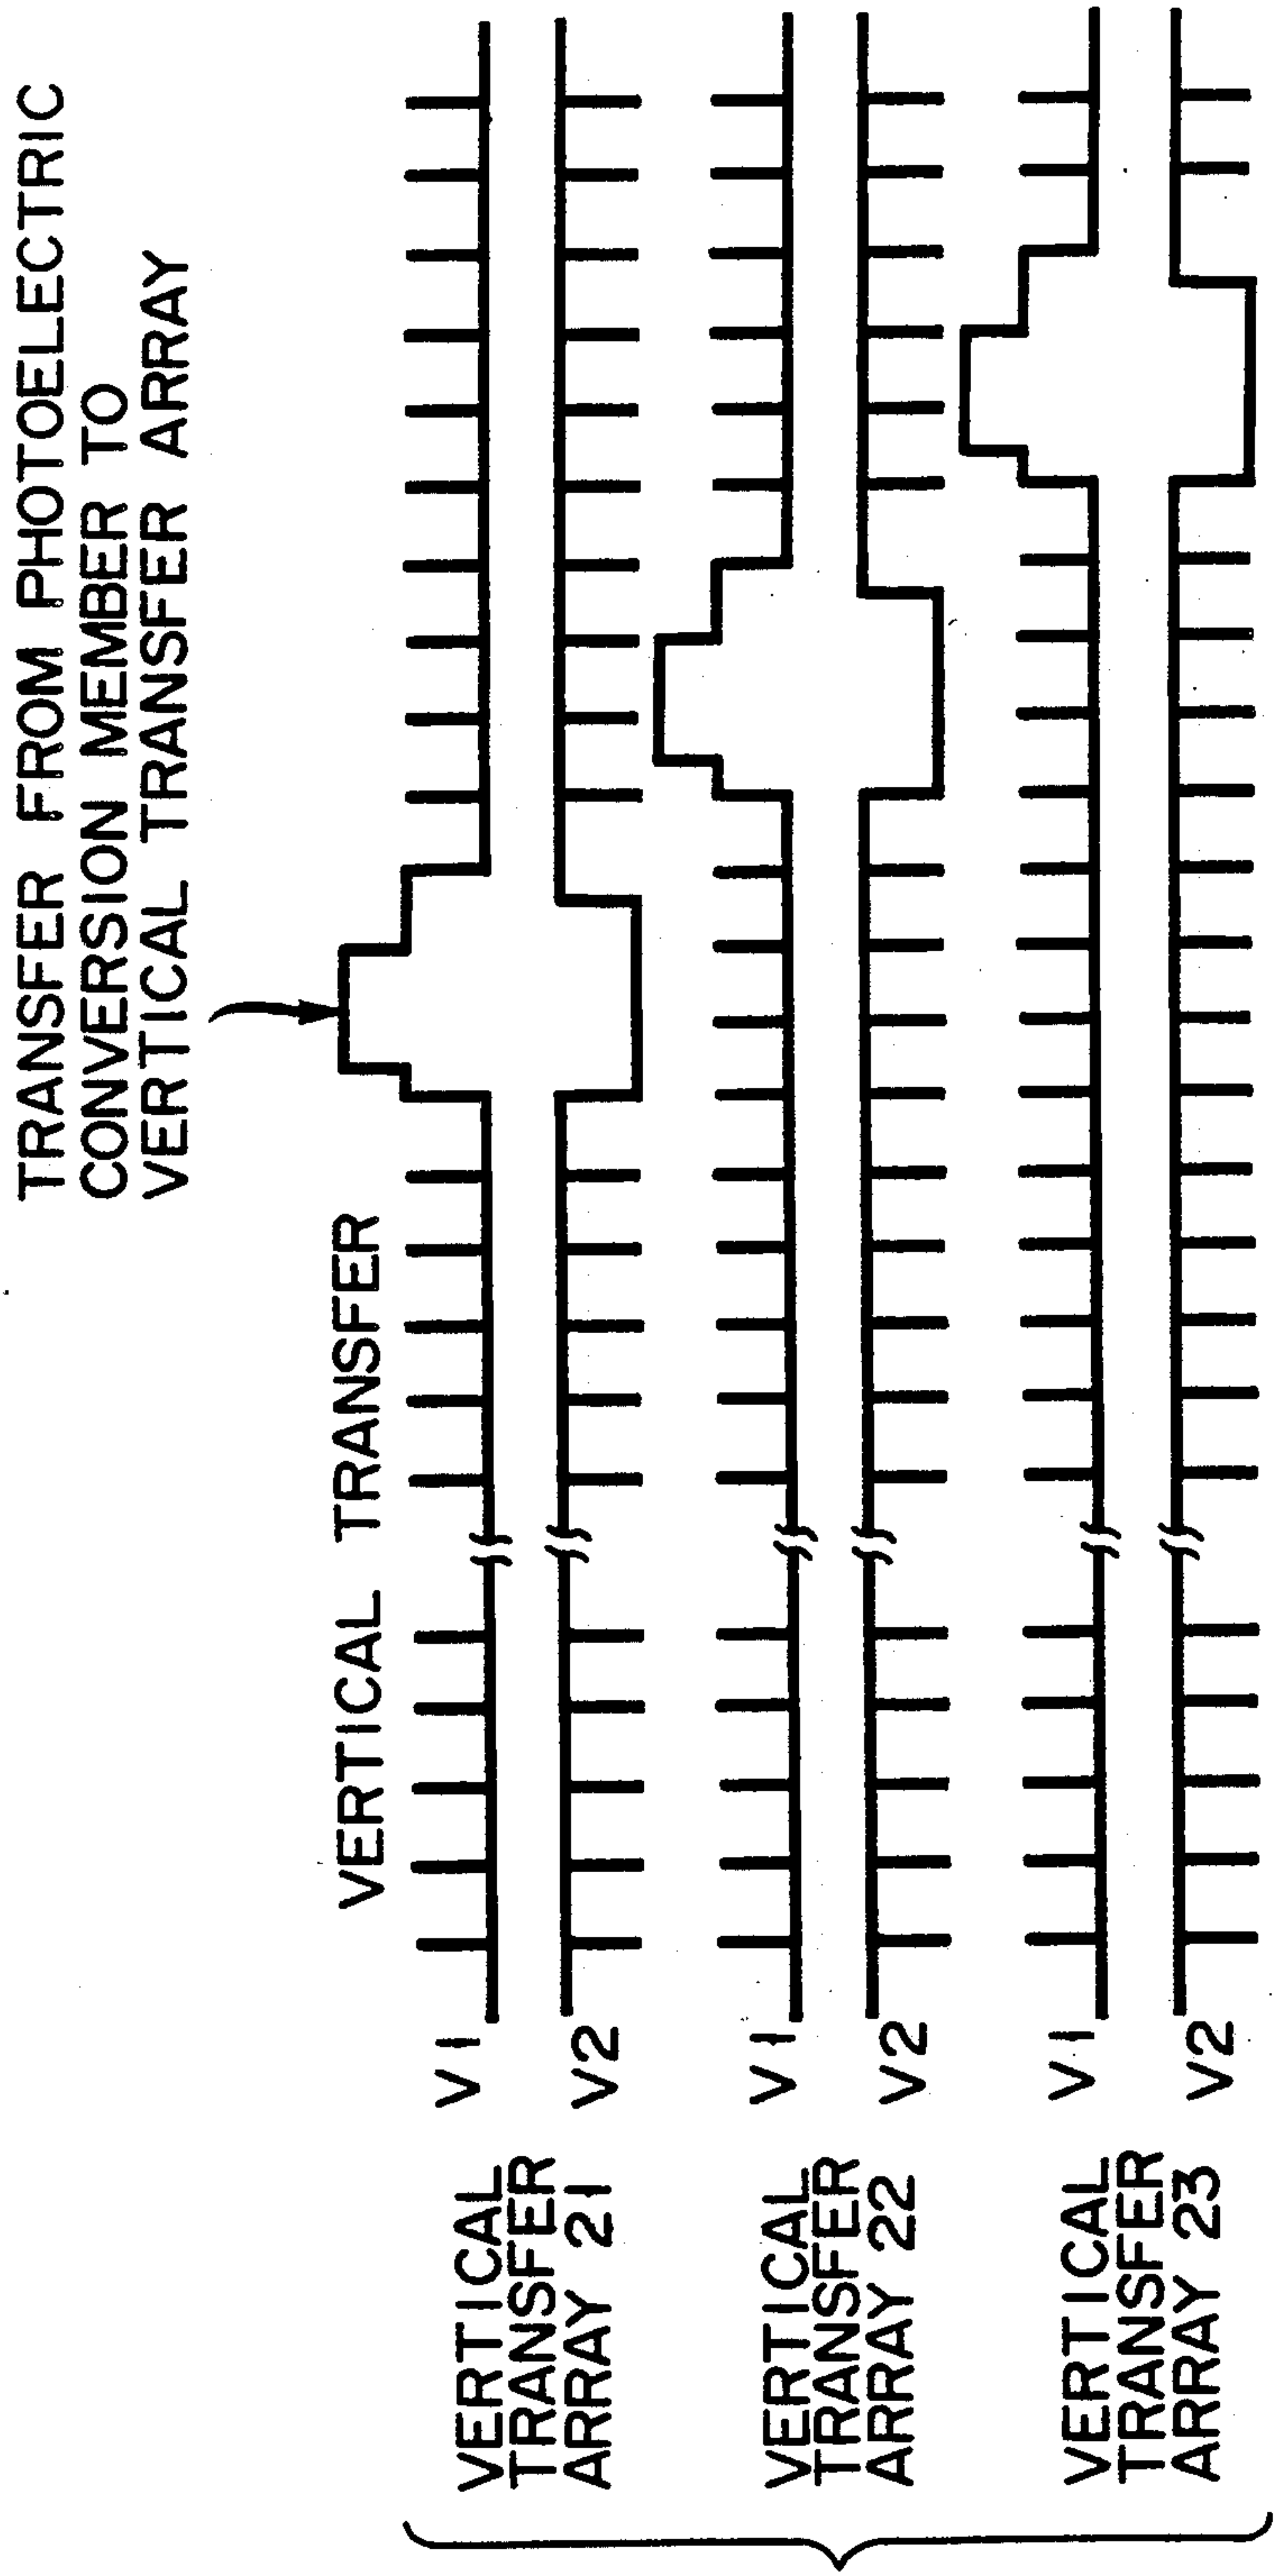 TRANSFER FROM PHOTOELECTRIC
CONVERSION MEMBER TO
VERTICAL TRANSFER ARRAY
VERTICAL TRANSFER
VERTICAL
TRANSFER
ARRAY 21
V1
V2
VERTICAL
TRANSFER
ARRAY 22
V1
V2
VERTICAL
TRANSFER
ARRAY 23
V1
V2